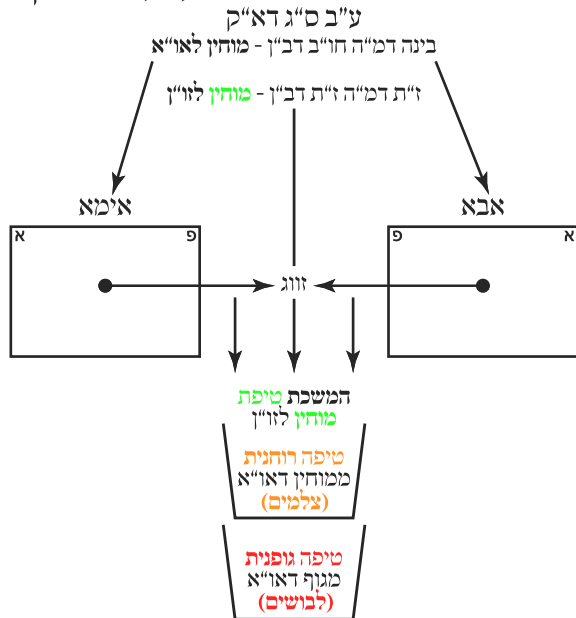 ע"ב ס"ג דא"ק
בינה דמ"ה חו"ב דב"ן - מוחין לאו"א
ז"ת דמ"ה ז"ת דב"ן - מוחין לזו"ן
אבא
אימא
א
פ
א
פ
זווג
המשכת טיפת
מוחין לזו"ן
טיפה רוחנית
ממוחין דאו"א
(צלמים)
טיפה גופנית
מגוף דאו"א
(לבושים)